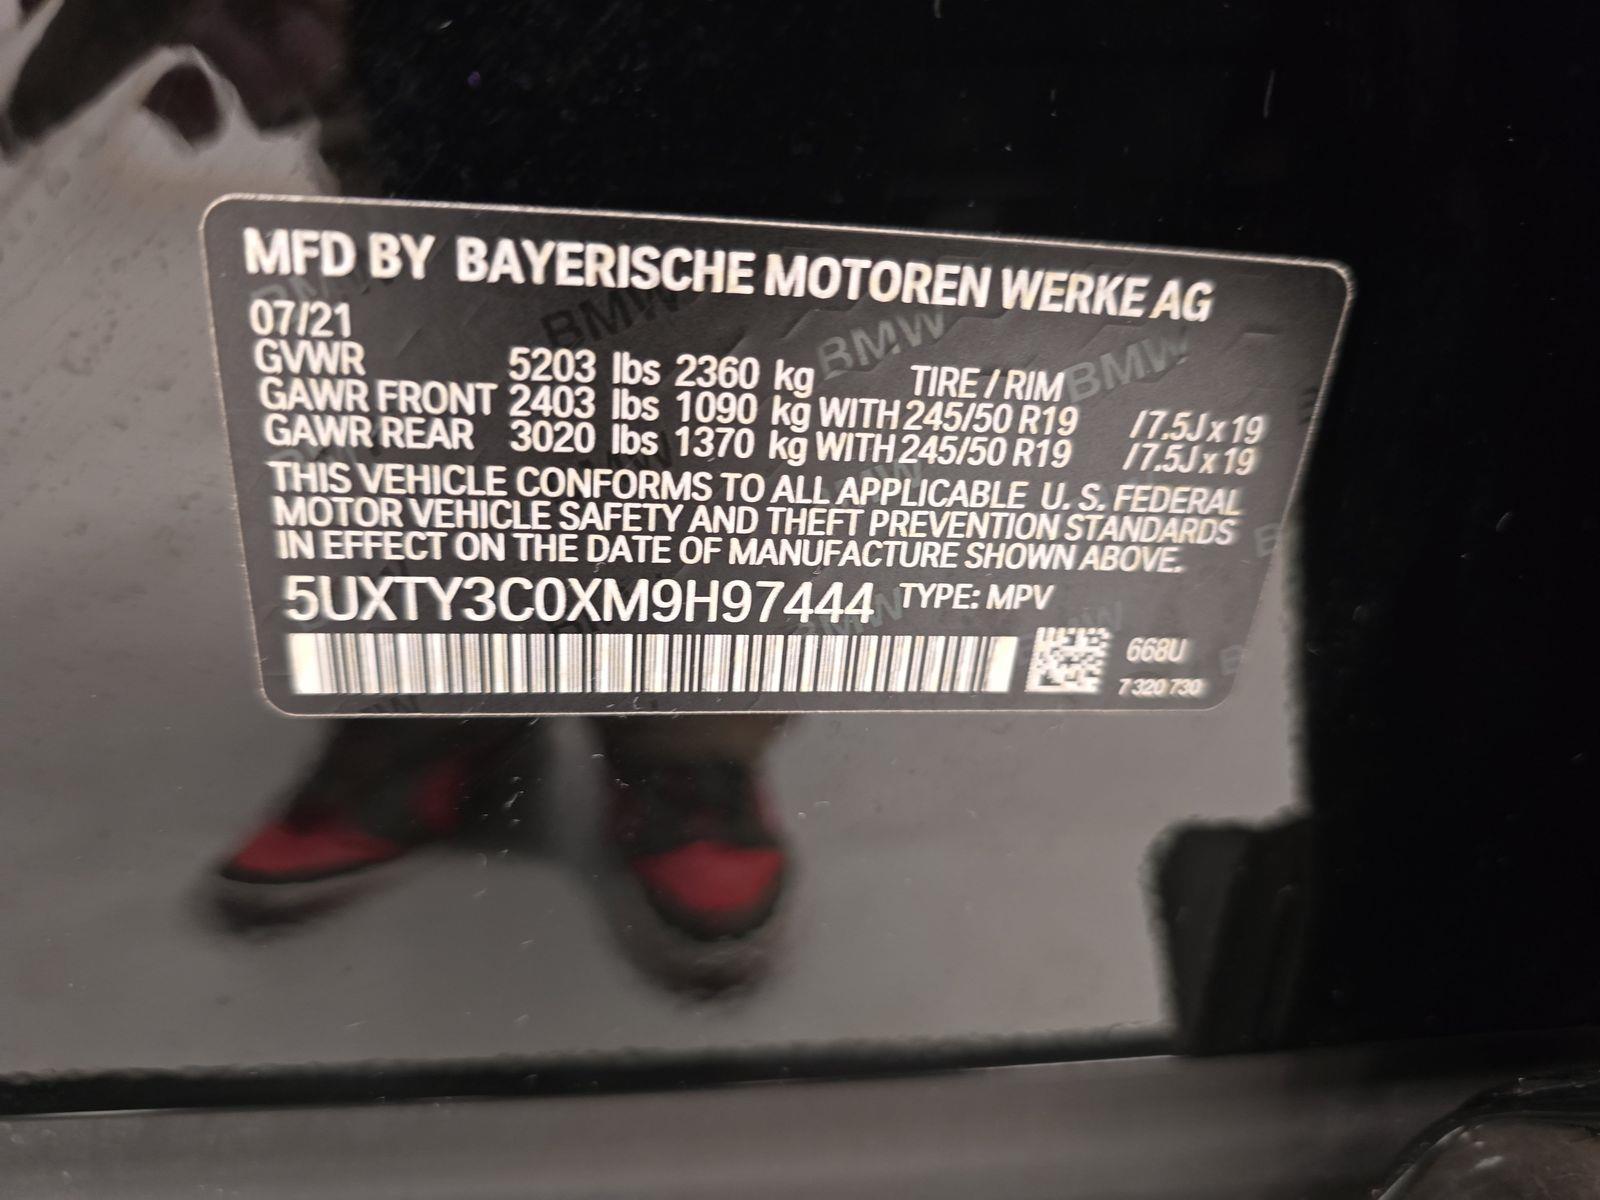 MFD BY BAYERISCHE MOTOREN WERKE AG
07/21
GVWR 5203 lbs 2360 kg TIRE / RIM
GAWR FRONT 2403 lbs 1090 kg WITH 245/50 R19 / 7.5J x 19
GAWR REAR 3020 lbs 1370 kg WITH 245/50 R19 / 7.5J x 19
THIS VEHICLE CONFORMS TO ALL APPLICABLE U. S. FEDERAL
MOTOR VEHICLE SAFETY AND THEFT PREVENTION STANDARDS
IN EFFECT ON THE DATE OF MANUFACTURE SHOWN ABOVE.
5UXTY3C0XM9H97444 TYPE: MPV
668U
7 320 730